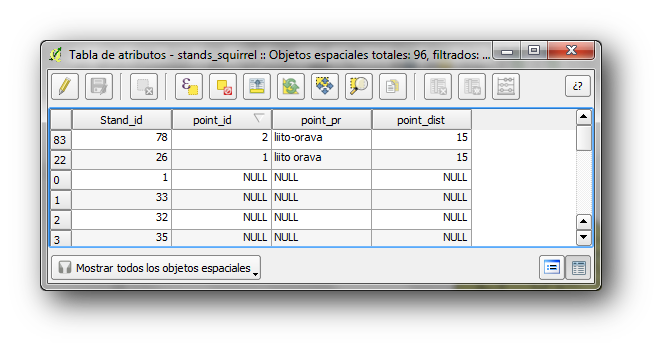 Tabla de atributos - stands_squirrel :: Objetos espaciales totales: 96, filtrados: ...
ε
¿?
Stand_id point_id point_pr point_dist
83 78 2 liito-orava 15
22 26 1 liito orava 15
0 1 NULL NULL NULL
1 33 NULL NULL NULL
2 32 NULL NULL NULL
3 35 NULL NULL NULL
Mostrar todos los objetos espaciales